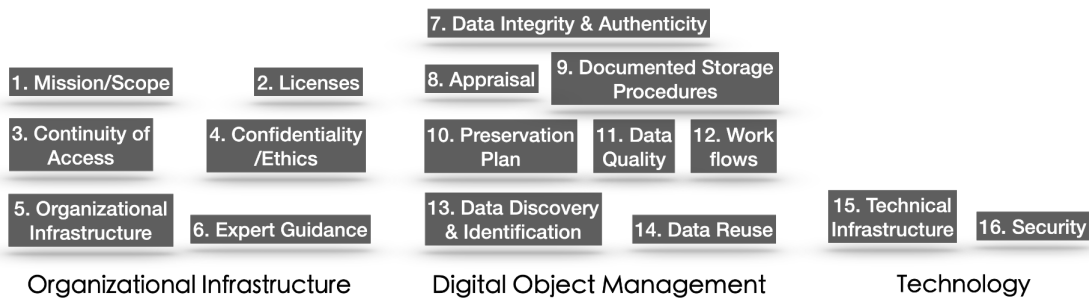 7. Data Integrity & Authenticity
1. Mission/Scope
2. Licenses
8. Appraisal
9. Documented Storage
Procedures
3. Continuity of
Access
4. Confidentiality
/Ethics
10. Preservation
Plan
11. Data
Quality
12. Work
flows
5. Organizational
Infrastructure
6. Expert Guidance
13. Data Discovery
& Identification
14. Data Reuse
15. Technical
Infrastructure
16. Security
Organizational Infrastructure
Digital Object Management
Technology